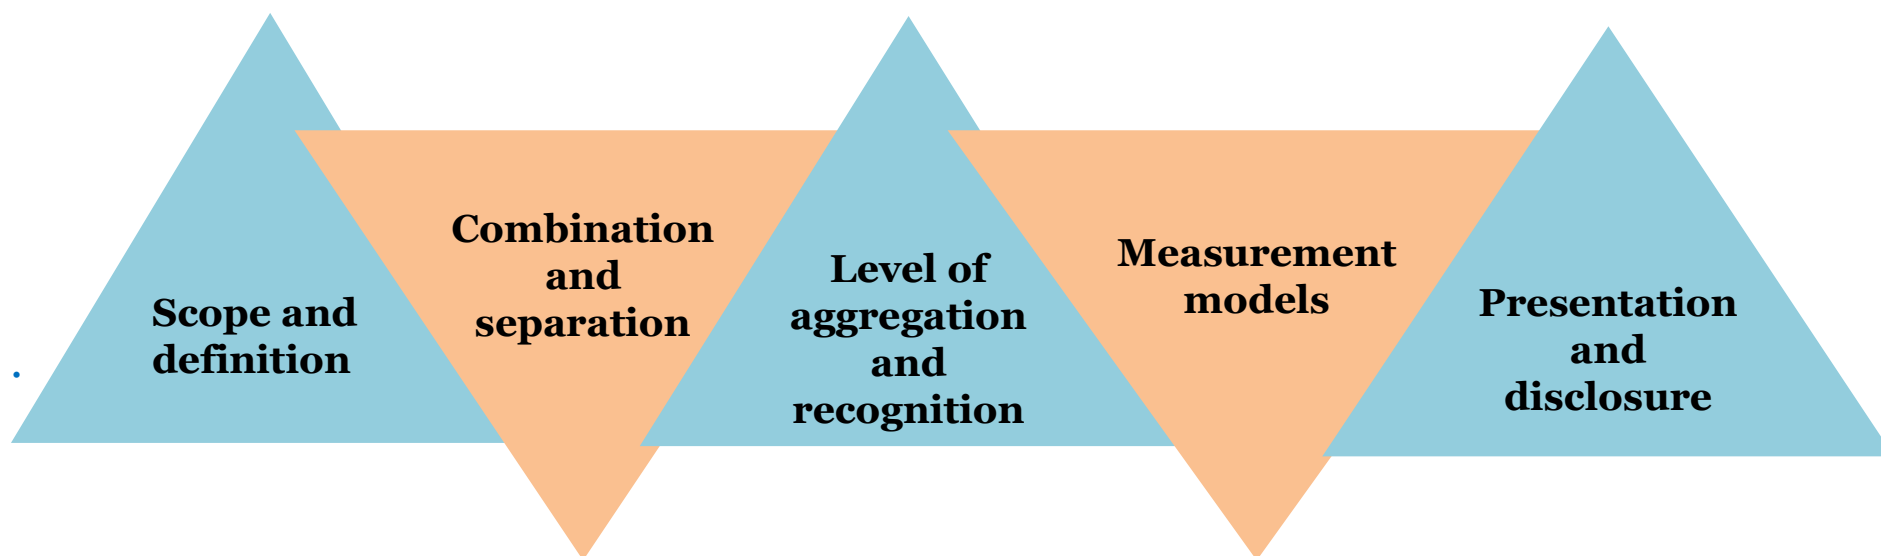 Scope and
definition
Combination
and
separation
Level of
aggregation
and
recognition
Measurement
models
Presentation
and
disclosure